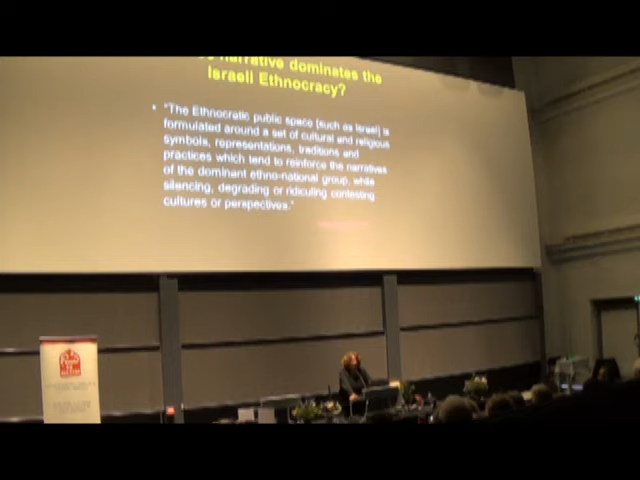 narrative dominates the
Israeli Ethnocracy?
• "The Ethnocratic public space [such as Israel] is
formulated around a set of cultural and religious
symbols, representations, traditions and
practices which tend to reinforce the narratives
of the dominant ethno-national group, while
silencing, degrading or ridiculing contesting
cultures or perspectives."